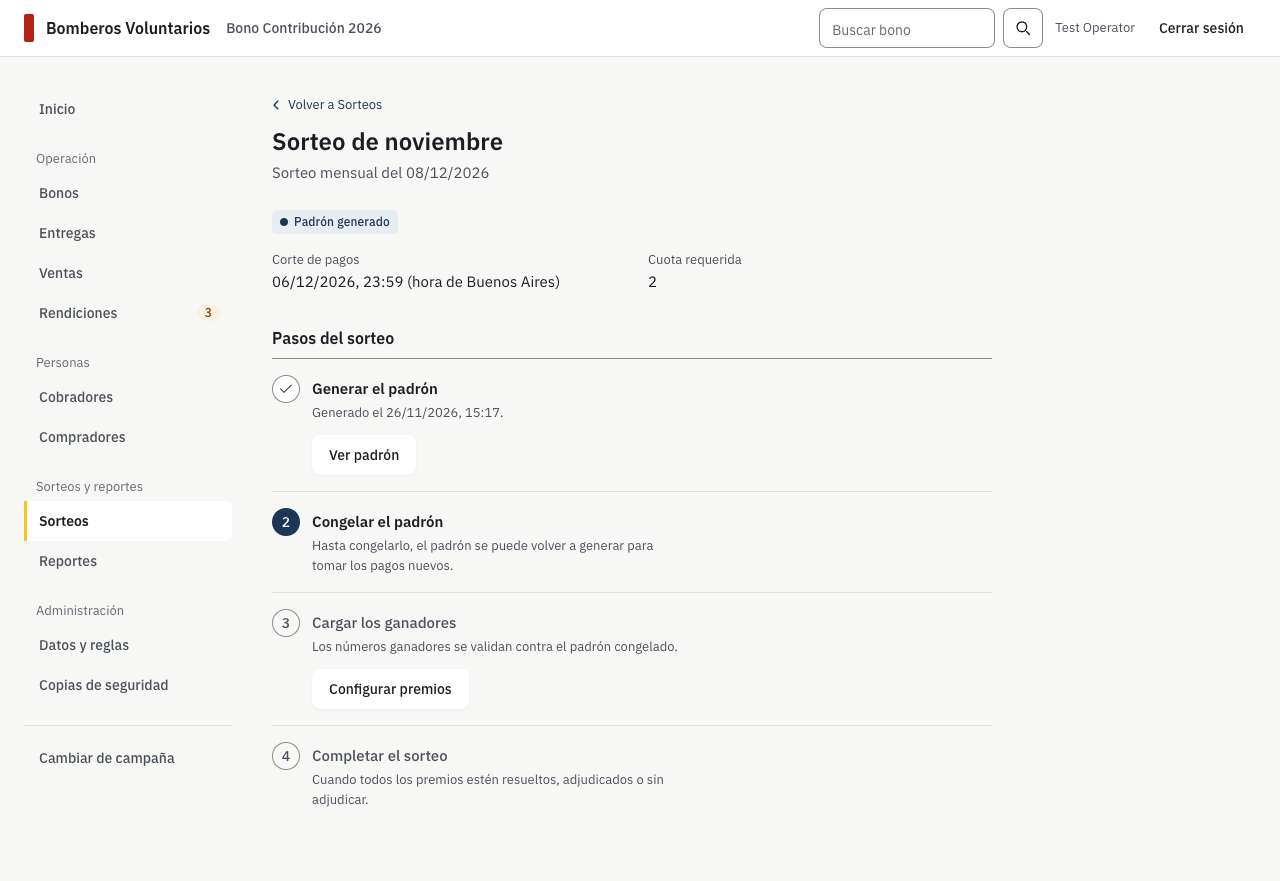 Bomberos Voluntarios
Bono Contribución 2026
Buscar bono
Test Operator
Cerrar sesión
Inicio
Operación
Bonos
Entregas
Ventas
Rendiciones
3
Personas
Cobradores
Compradores
Sorteos y reportes
Sorteos
Reportes
Administración
Datos y reglas
Copias de seguridad
Cambiar de campaña
Volver a Sorteos
Sorteo de noviembre
Sorteo mensual del 08/12/2026
Padrón generado
Corte de pagos
06/12/2026, 23:59 (hora de Buenos Aires)
Cuota requerida
2
Pasos del sorteo
Generar el padrón
Generado el 26/11/2026, 15:17.
Ver padrón
2
Congelar el padrón
Hasta congelarlo, el padrón se puede volver a generar para
tomar los pagos nuevos.
3
Cargar los ganadores
Los números ganadores se validan contra el padrón congelado.
Configurar premios
4
Completar el sorteo
Cuando todos los premios estén resueltos, adjudicados o sin
adjudicar.